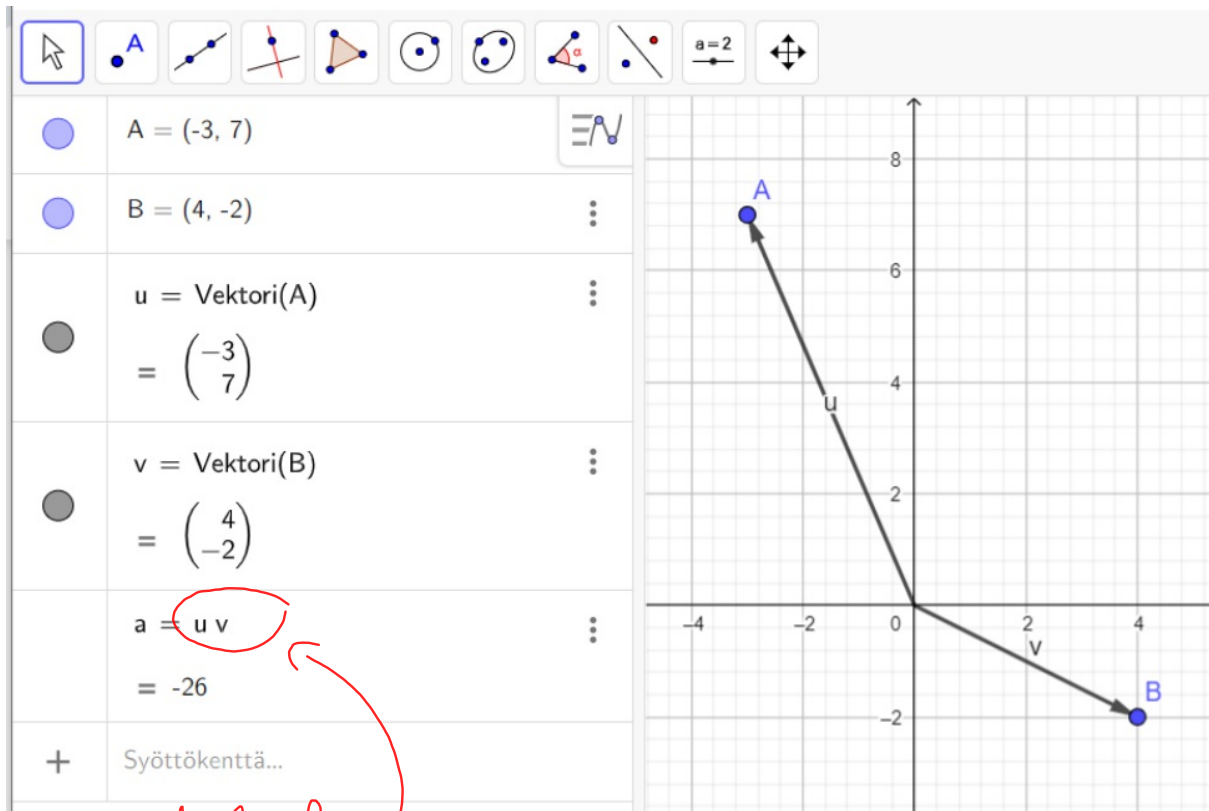 A
α
a=2
A = (-3, 7)
B = (4, -2)
u = Vektori(A)
= (−3
7)
v = Vektori(B)
= (4
−2)
a = u v
= -26
+ Syöttökenttä...
8
A
6
4
u
2
−4 −2 0 2 4
v
B
−2